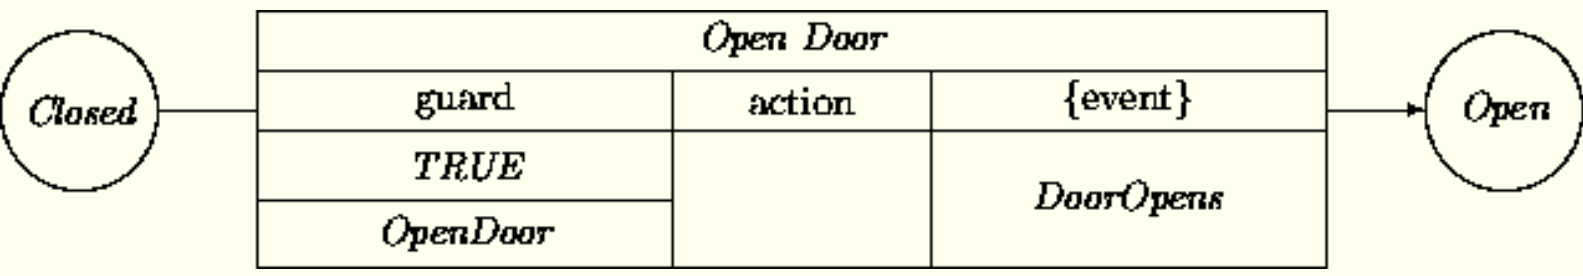 Open Door
Closed
guard
action
{event}
Open
TRUE
DoorOpens
OpenDoor